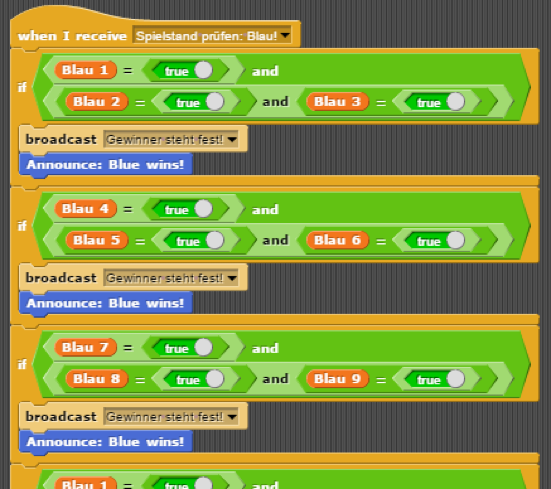 when I receive Spielstand prüfen: Blau!
Blau 1 = true and
if
Blau 2 = true and Blau 3 = true
broadcast Gewinner steht fest!
Announce: Blue wins!
Blau 4 = true and
if
Blau 5 = true and Blau 6 = true
broadcast Gewinner steht fest!
Announce: Blue wins!
Blau 7 = true and
if
Blau 8 = true and Blau 9 = true
broadcast Gewinner steht fest!
Announce: Blue wins!
Blau 1 = true and